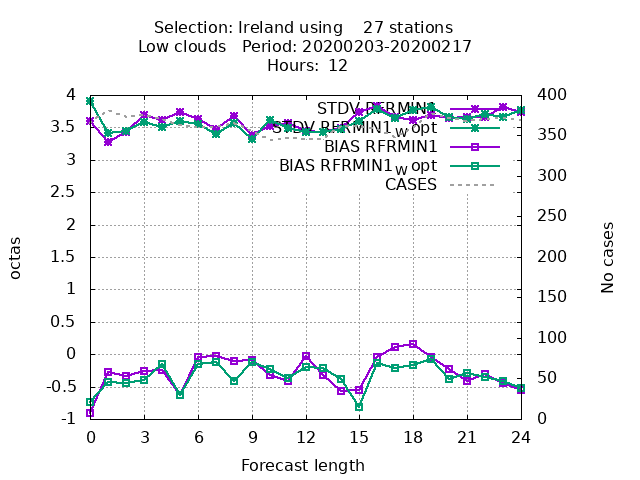 Selection: Ireland using 27 stations
Low clouds Period: 20200203-20200217
Hours: 12
STDV RFRMIN1
STDV RFRMIN1w opt
BIAS RFRMIN1
BIAS RFRMIN1w opt
CASES
octas
4
3.5
3
2.5
2
1.5
1
0.5
0
-0.5
-1
400
350
300
250
200
150
100
50
0
No cases
0 3 6 9 12 15 18 21 24
Forecast length